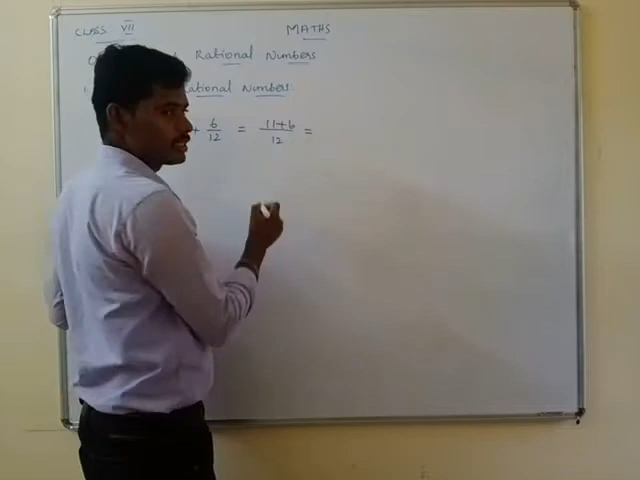 CLASS VII MATHS
Rational Numbers
Rational Numbers
+ 6/12 = 11+6/12 =